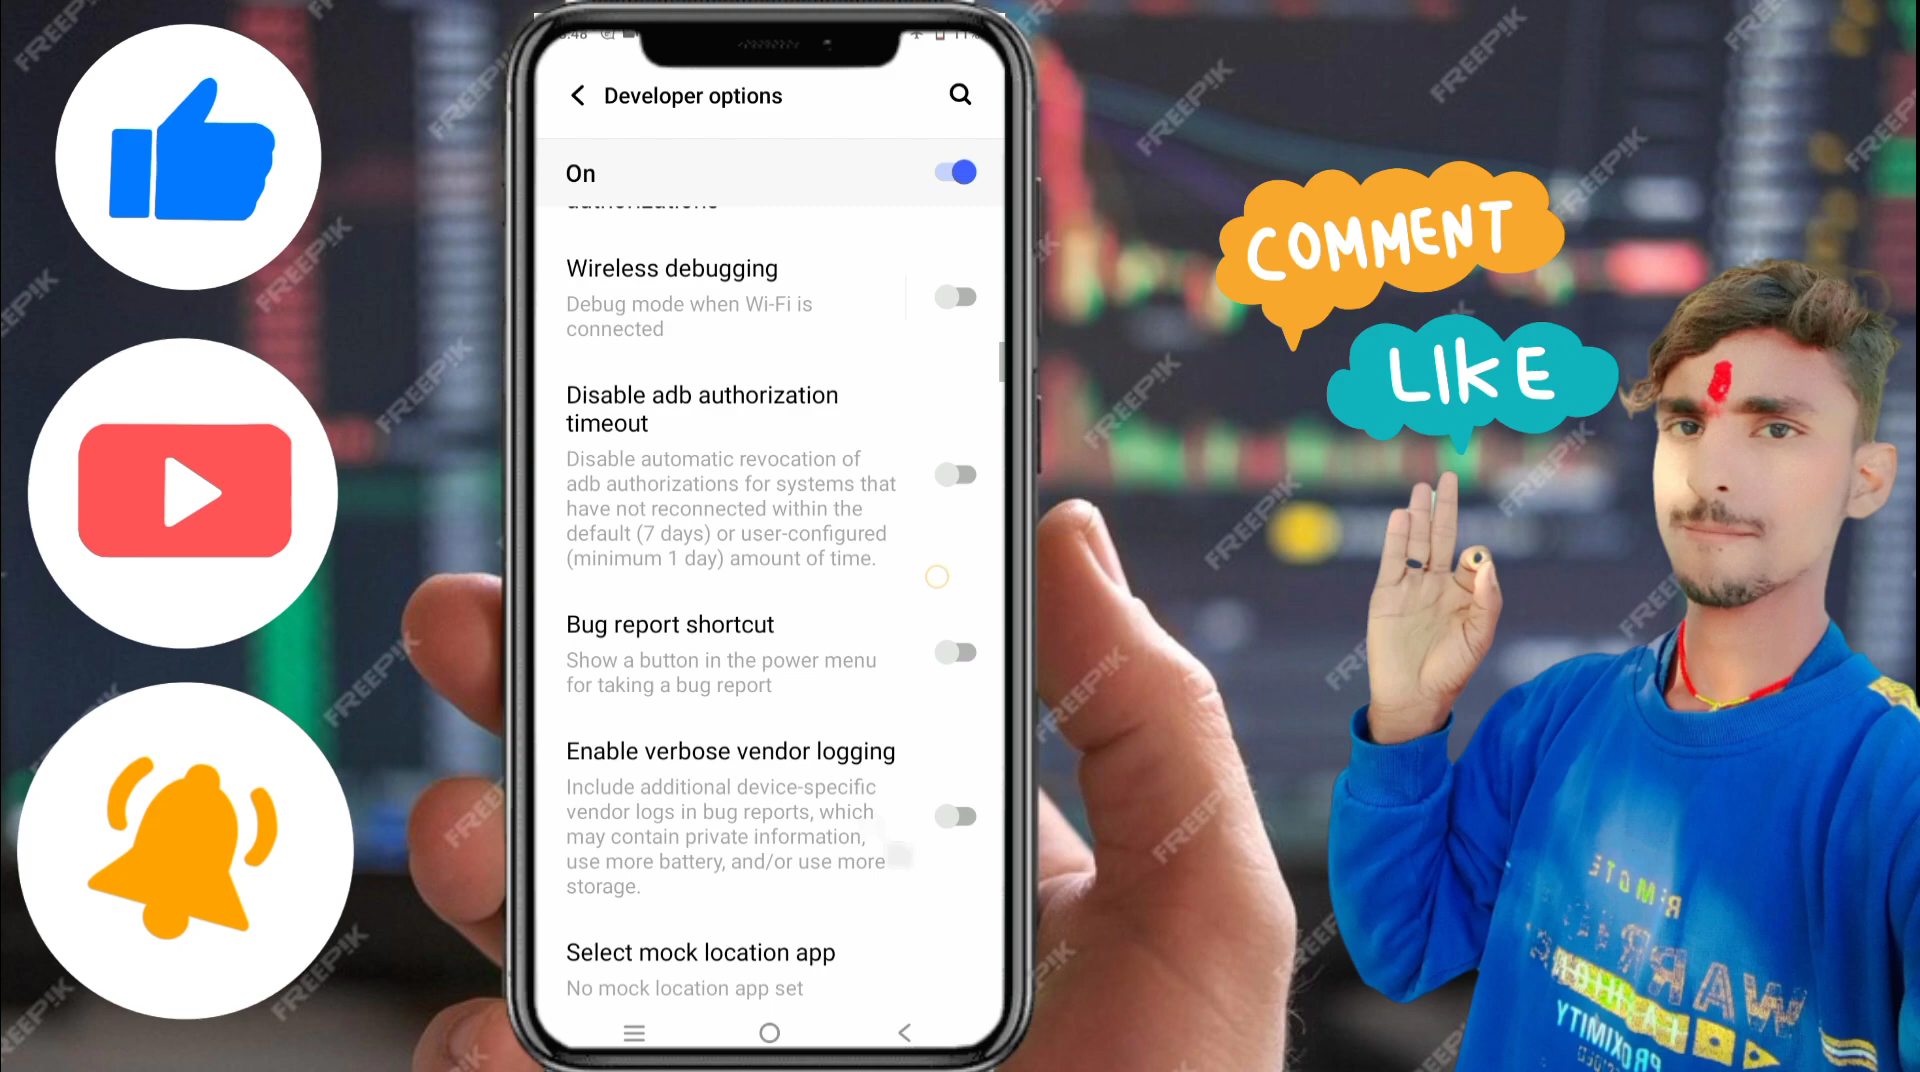 Developer options
On
Wireless debugging
Debug mode when Wi-Fi is
connected
Disable adb authorization
timeout
Disable automatic revocation of
adb authorizations for systems that
have not reconnected within the
default (7 days) or user-configured
(minimum 1 day) amount of time.
Bug report shortcut
Show a button in the power menu
for taking a bug report
Enable verbose vendor logging
Include additional device-specific
vendor logs in bug reports, which
may contain private information,
use more battery, and/or use more
storage.
Select mock location app
No mock location app set
COMMENT
LIKE
FREEPIK
PROXIMITY